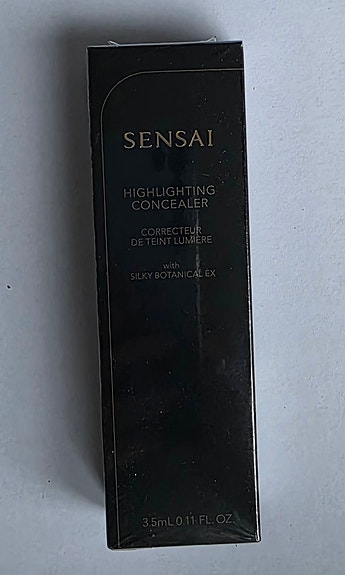 SENSAI
HIGHLIGHTING
CONCEALER
CORRECTEUR
DE TEINT LUMIÈRE
with
SILKY BOTANICAL EX
3.5mL 0.11 FL. OZ.